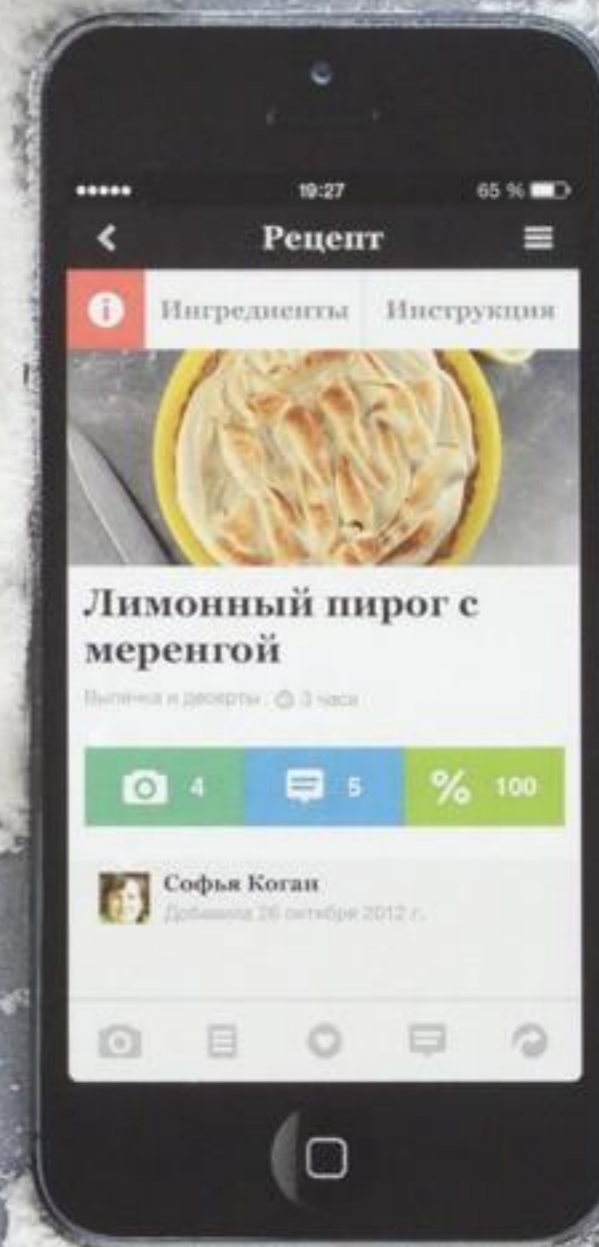 19:27
65 %
Рецепт
Ингредиенты
Инструкция
Лимонный пирог с
меренгой
Выпечка и десерты 3 часа
4
5
% 100
Софья Коган
Добавила 26 октября 2012 г.